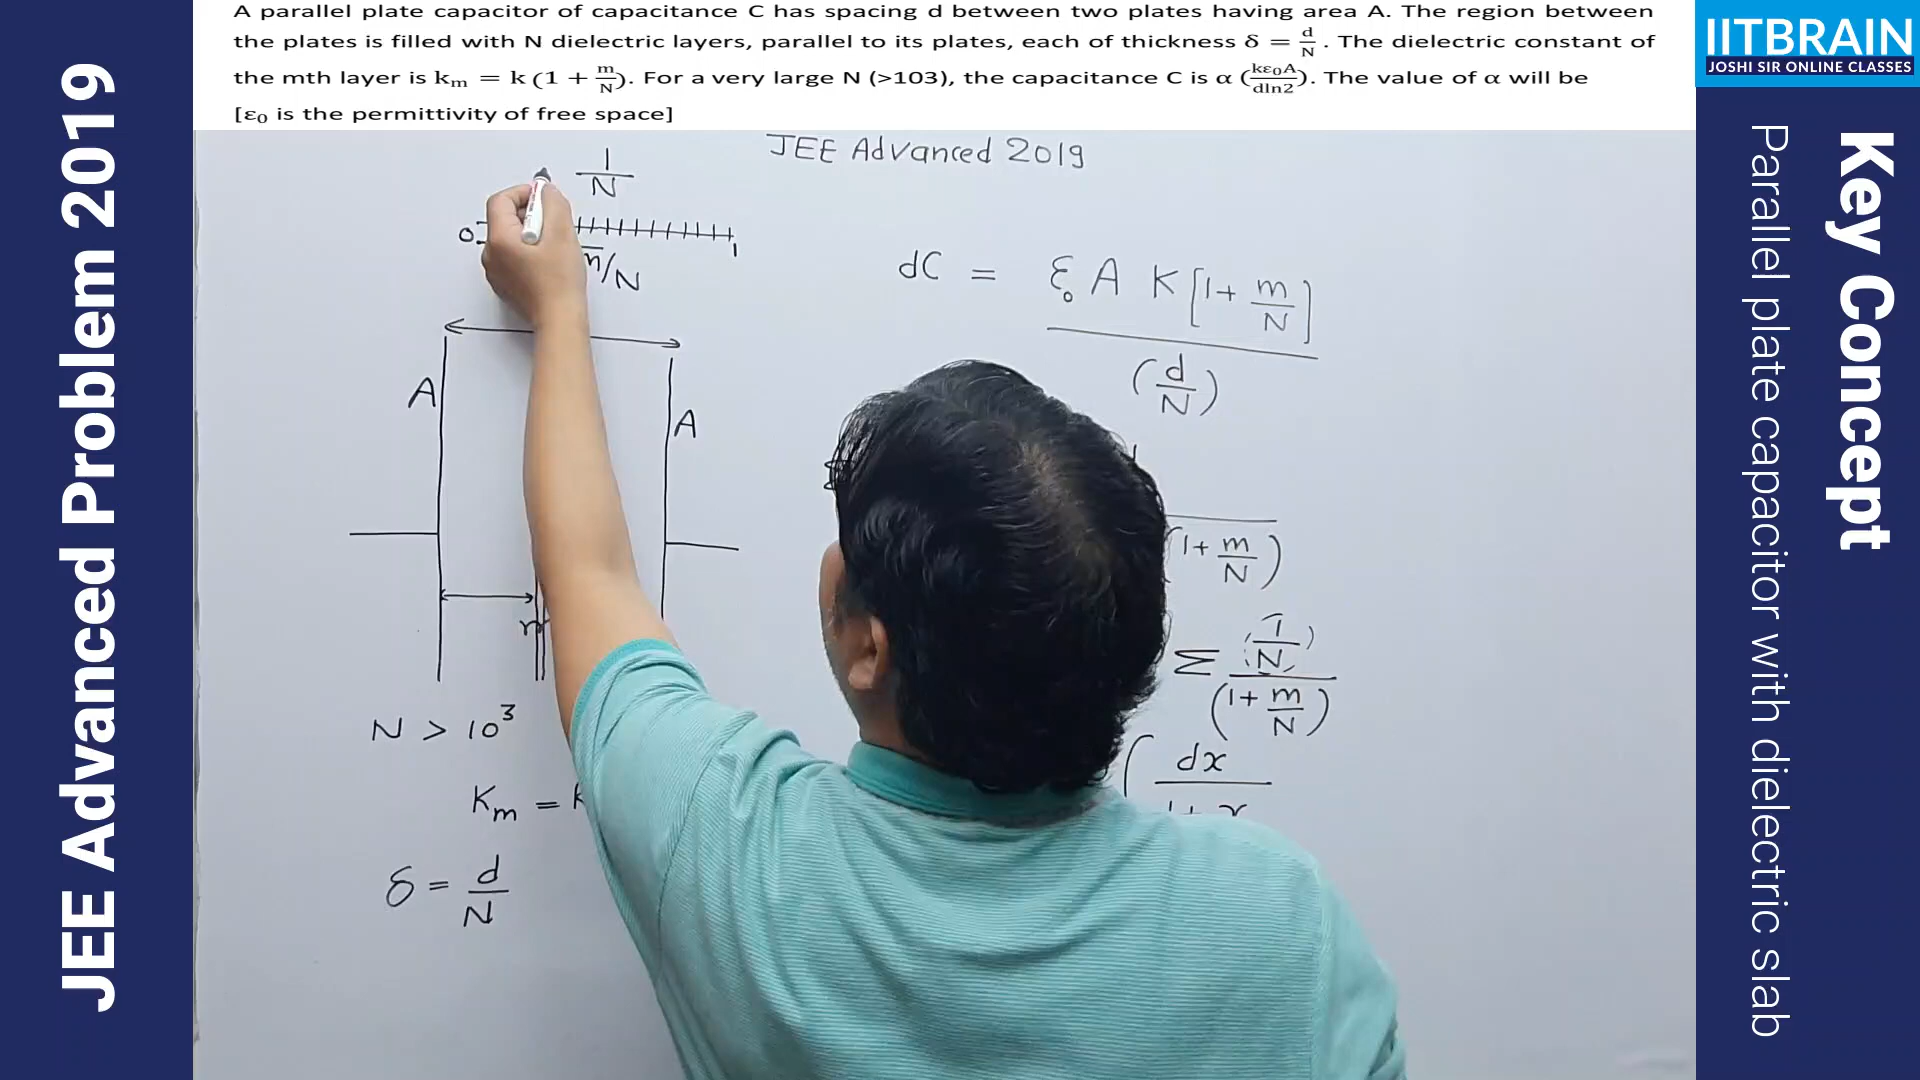 A parallel plate capacitor of capacitance C has spacing d between two plates having area A. The region between
the plates is filled with N dielectric layers, parallel to its plates, each of thickness δ = d/N . The dielectric constant of
the mth layer is kₘ = k (1 + m/N). For a very large N (>103), the capacitance C is α (kε₀A/dln2). The value of α will be
[ε₀ is the permittivity of free space]
IITBRAIN
JOSHI SIR ONLINE CLASSES
JEE Advanced Problem 2019
Key Concept
Parallel plate capacitor with dielectric slab
JEE Advanced 2019
1/N
0
1
m/N
dC = ε₀ A K[1+ m/N] / (d/N)
A
A
(1+ m/N)
Σ (1/N) / (1+ m/N)
N > 10³
dx
1+x
Kₘ = K
δ = d/N